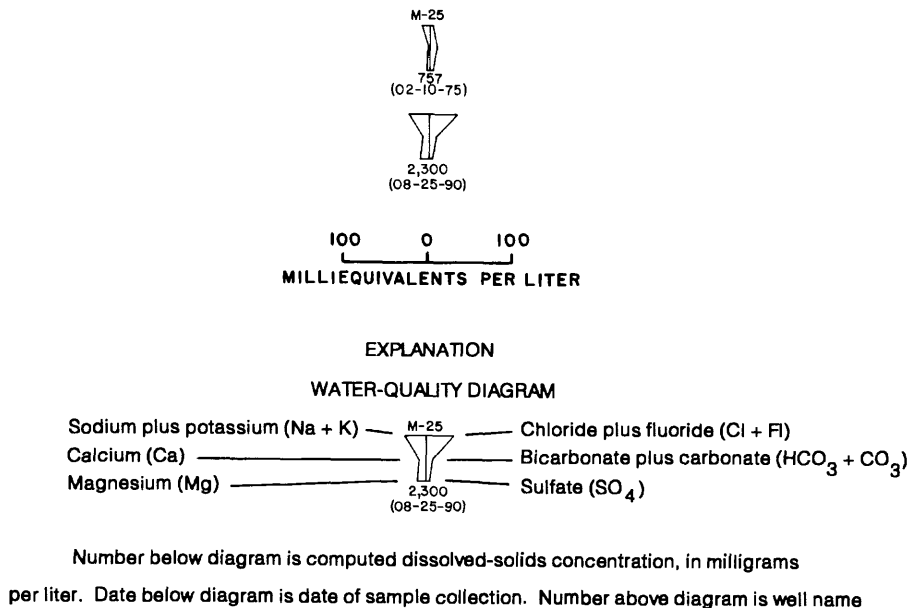 M-25
757
(02-10-75)
2,300
(08-25-90)
100 0 100
MILLIEQUIVALENTS PER LITER
EXPLANATION
WATER-QUALITY DIAGRAM
Sodium plus potassium (Na + K) M-25 Chloride plus fluoride (Cl + Fl)
Calcium (Ca) Bicarbonate plus carbonate (HCO3 + CO3)
Magnesium (Mg) Sulfate (SO4)
2,300
(08-25-90)
Number below diagram is computed dissolved-solids concentration, in milligrams
per liter. Date below diagram is date of sample collection. Number above diagram is well name